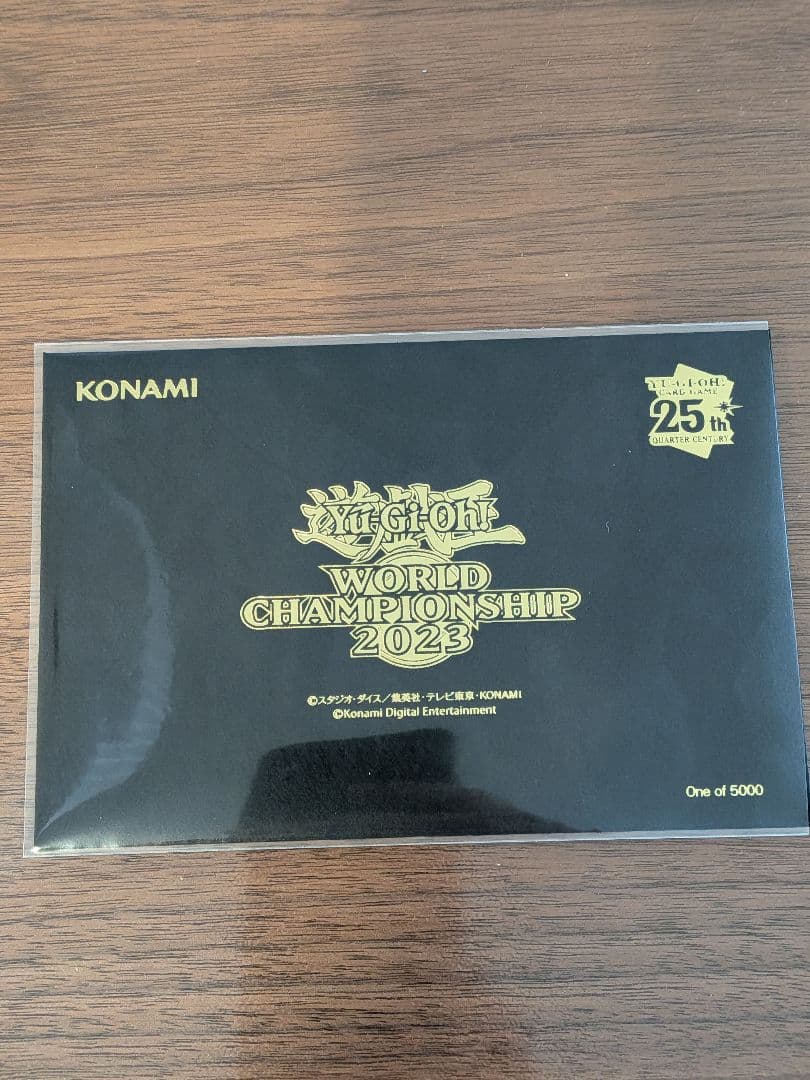 KONAMI
YU-GI-OH!
CARD GAME
25th
QUARTER CENTURY
遊戯王
Yu-Gi-Oh!
WORLD
CHAMPIONSHIP
2023
©スタジオ・ダイス／集英社・テレビ東京・KONAMI
©Konami Digital Entertainment
One of 5000